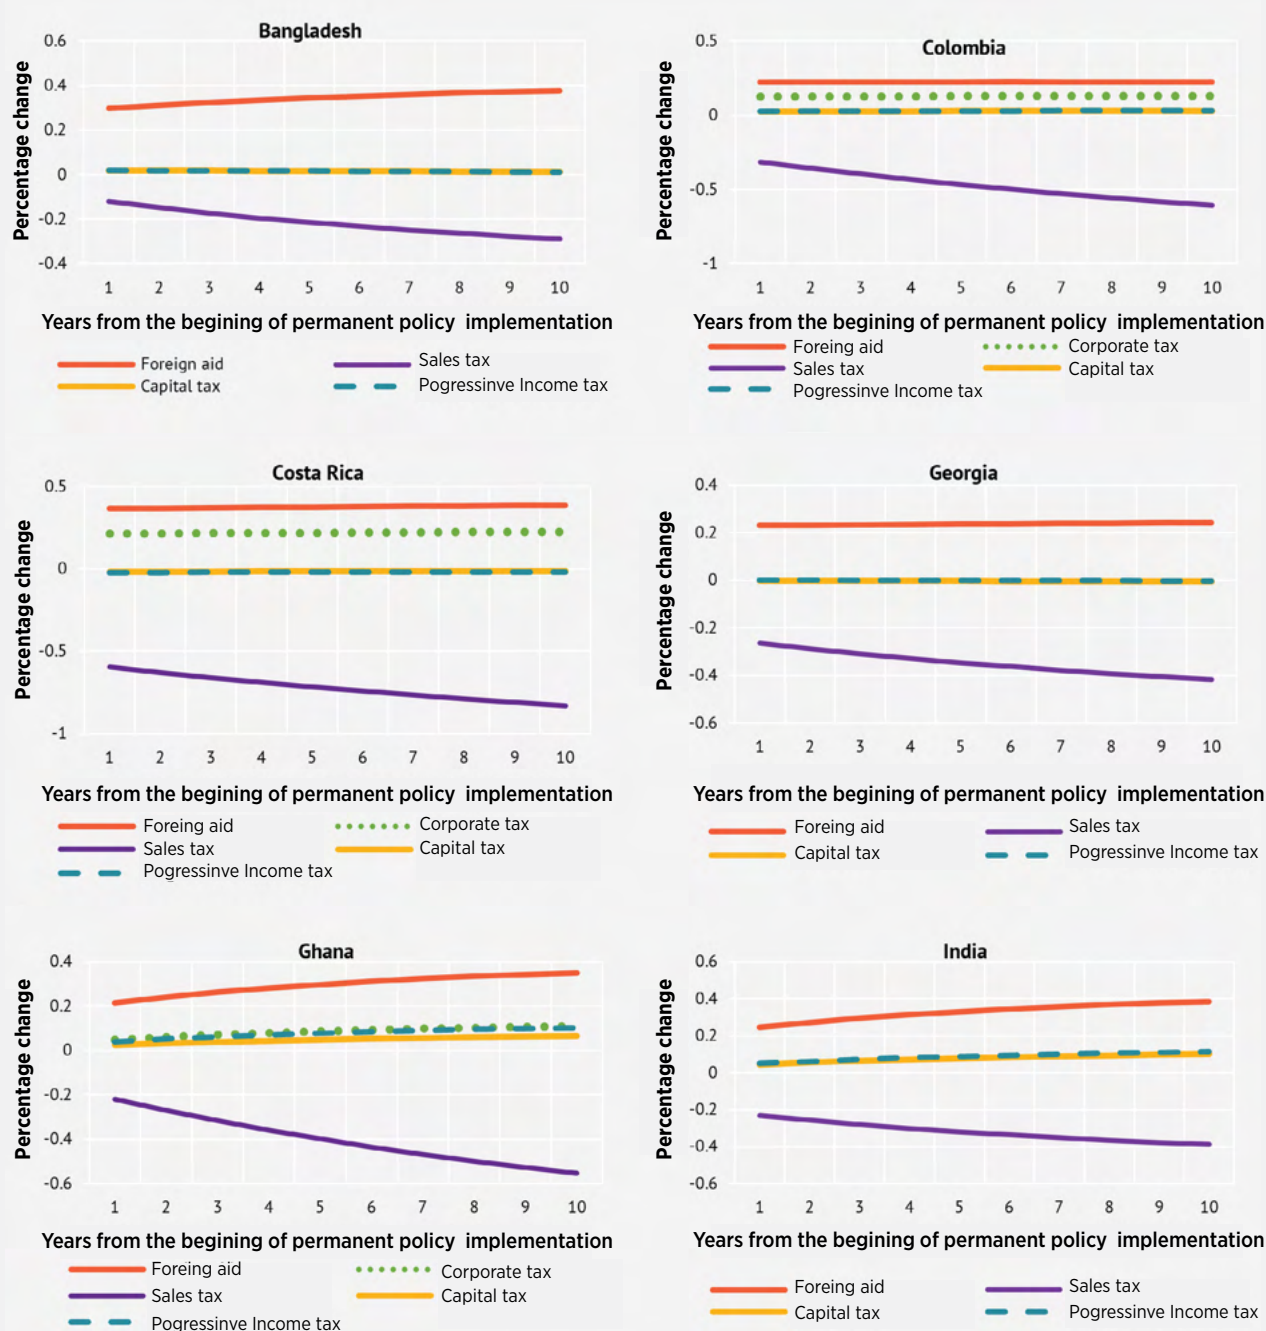 Bangladesh
0.6
0.4
0.2
0
-0.2
-0.4
Percentage change
1 2 3 4 5 6 7 8 9 10
Years from the begining of permanent policy implementation
Foreign aid
Sales tax
Capital tax
Pogressinve Income tax
Colombia
0.5
0
-0.5
-1
Percentage change
1 2 3 4 5 6 7 8 9 10
Years from the begining of permanent policy implementation
Foreing aid
Corporate tax
Sales tax
Capital tax
Pogressinve Income tax
Costa Rica
0.5
0
-0.5
-1
Percentage change
1 2 3 4 5 6 7 8 9 10
Years from the begining of permanent policy implementation
Foreing aid
Corporate tax
Sales tax
Capital tax
Pogressinve Income tax
Georgia
0.4
0.2
0
-0.2
-0.4
-0.6
Percentage change
1 2 3 4 5 6 7 8 9 10
Years from the begining of permanent policy implementation
Foreing aid
Sales tax
Capital tax
Pogressinve Income tax
Ghana
0.4
0.2
0
-0.2
-0.4
-0.6
Percentage change
1 2 3 4 5 6 7 8 9 10
Years from the begining of permanent policy implementation
Foreing aid
Corporate tax
Sales tax
Capital tax
Pogressinve Income tax
India
0.6
0.4
0.2
0
-0.2
-0.4
-0.6
Percentage change
1 2 3 4 5 6 7 8 9 10
Years from the begining of permanent policy implementation
Foreing aid
Sales tax
Capital tax
Pogressinve Income tax